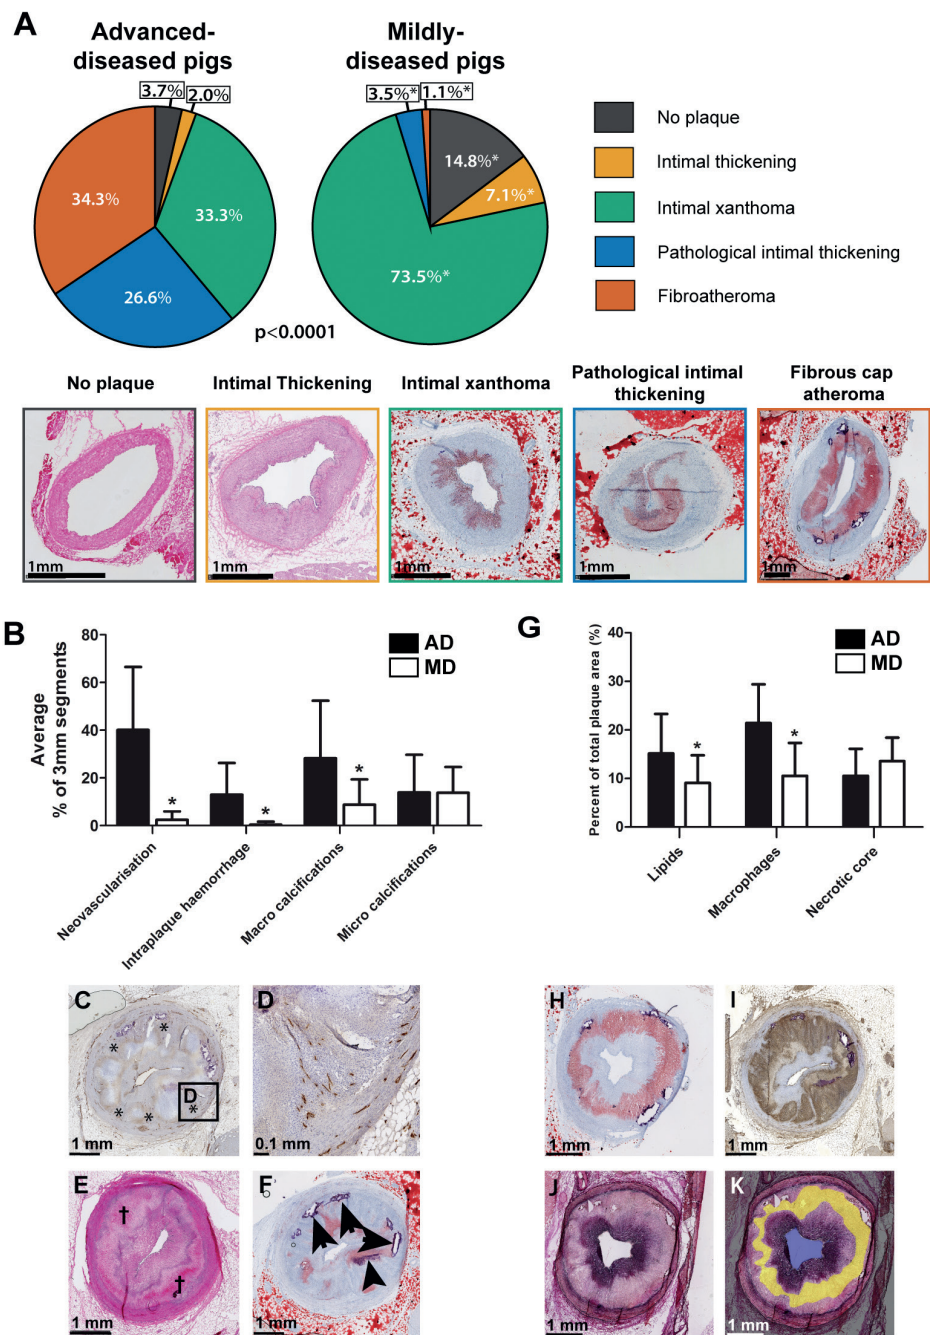 A
Advanced-
diseased pigs
Mildly-
diseased pigs
3.7%
2.0%
34.3%
33.3%
26.6%
3.5%*
1.1%*
14.8%*
7.1%*
73.5%*
p<0.0001
No plaque
Intimal thickening
Intimal xanthoma
Pathological intimal thickening
Fibroatheroma
No plaque
Intimal Thickening
Intimal xanthoma
Pathological intimal
thickening
Fibrous cap
atheroma
1mm
1mm
1mm
1mm
1mm
B
Average
% of 3mm segments
80
60
40
20
0
AD
MD
*
*
*
Neovascularisation
Intraplaque haemorrhage
Macro calcifications
Micro calcifications
G
Percent of total plaque area (%)
40
30
20
10
0
AD
MD
*
*
Lipids
Macrophages
Necrotic core
C
*
*
*
*
D
*
1 mm
D
0.1 mm
E
†
†
1 mm
F
1 mm
H
1 mm
I
1 mm
J
1 mm
K
1 mm